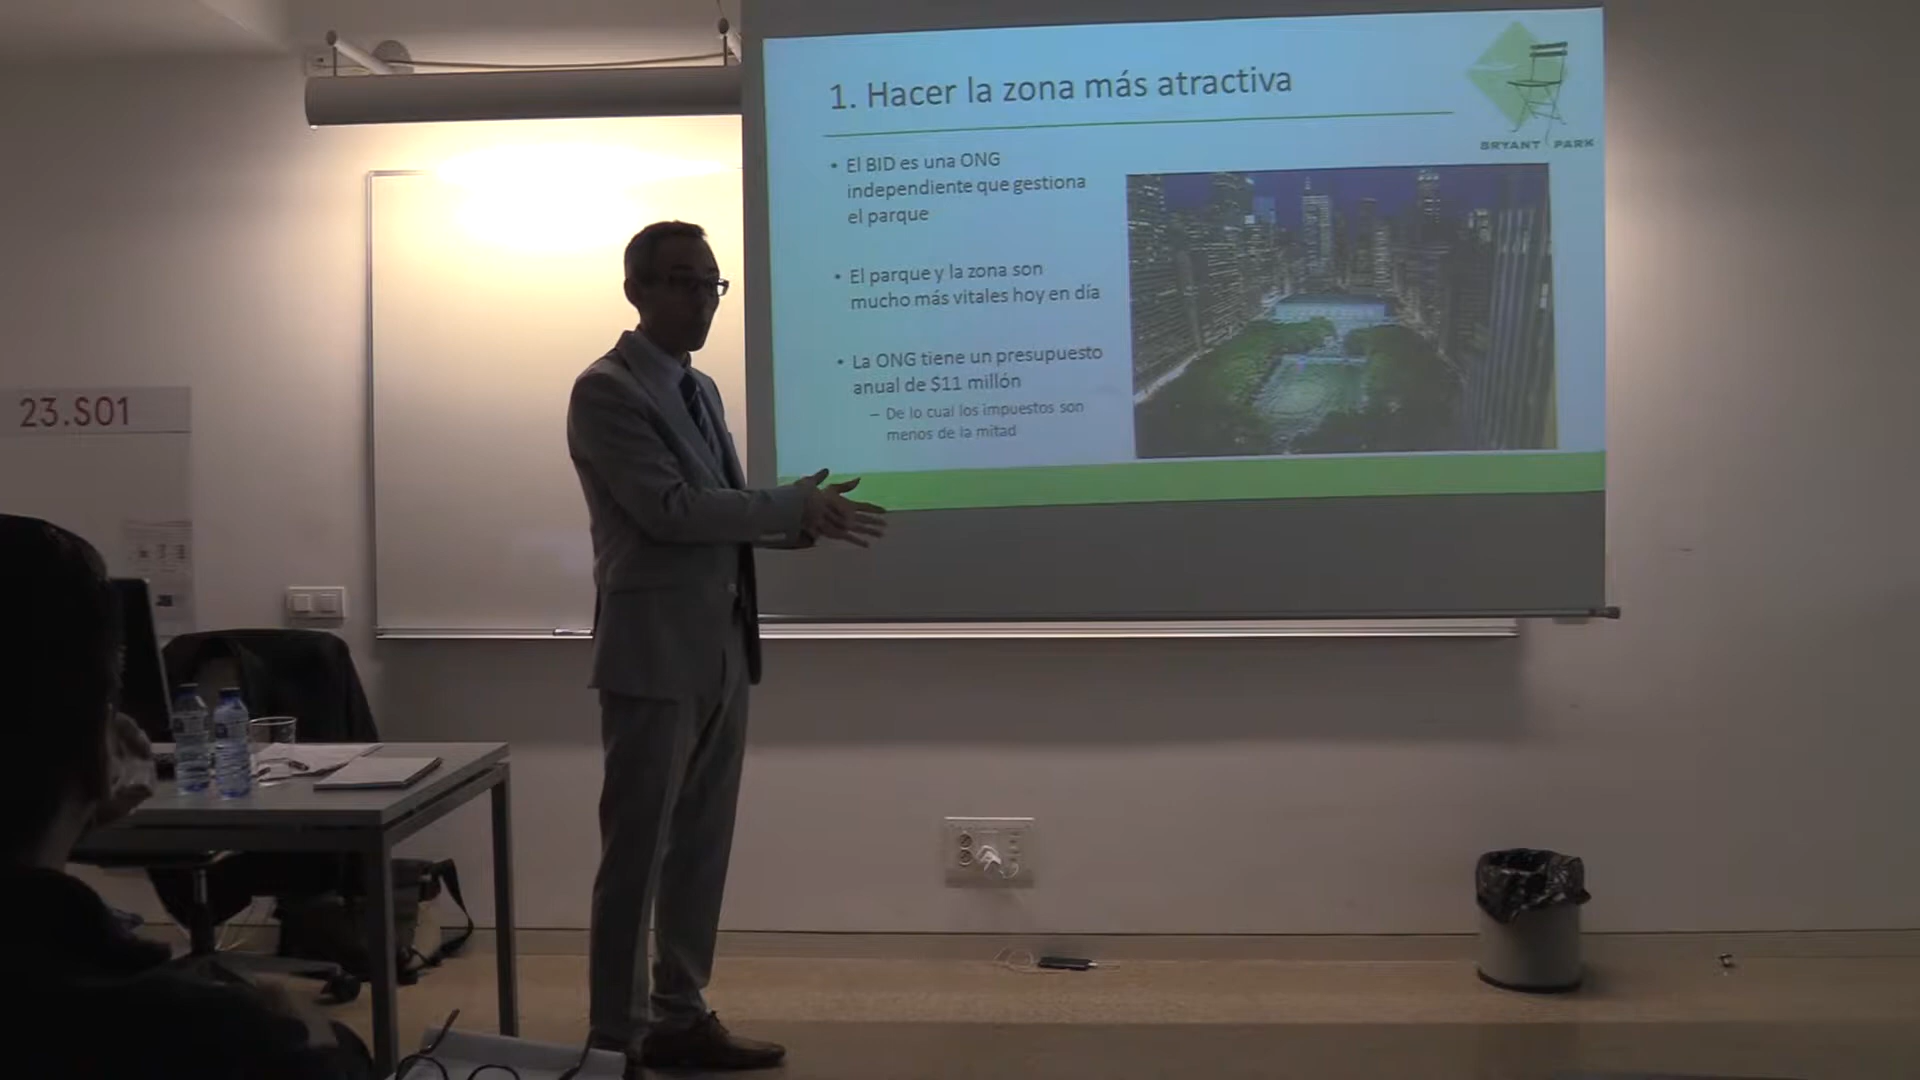 1. Hacer la zona más atractiva
BRYANT PARK
• El BID es una ONG
independiente que gestiona
el parque
• El parque y la zona son
mucho más vitales hoy en día
• La ONG tiene un presupuesto
anual de $11 millón
– De lo cual los impuestos son
menos de la mitad
23.S01